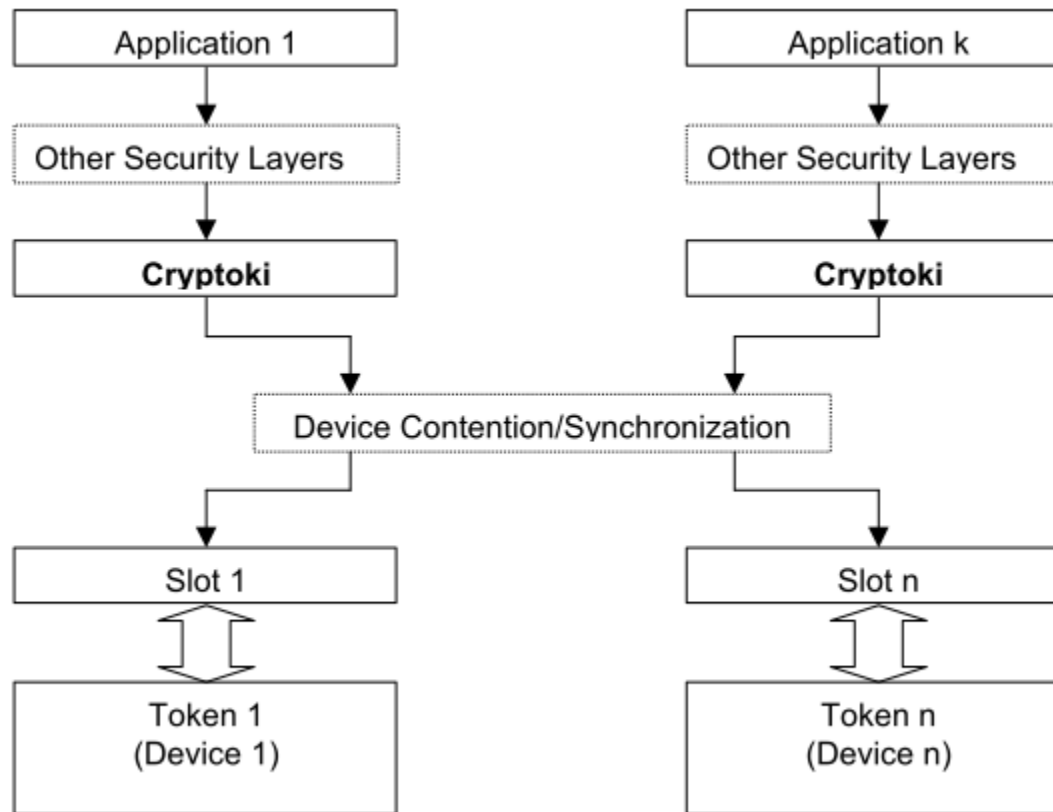 Application 1
Application k
Other Security Layers
Other Security Layers
Cryptoki
Cryptoki
Device Contention/Synchronization
Slot 1
Slot n
Token 1
(Device 1)
Token n
(Device n)